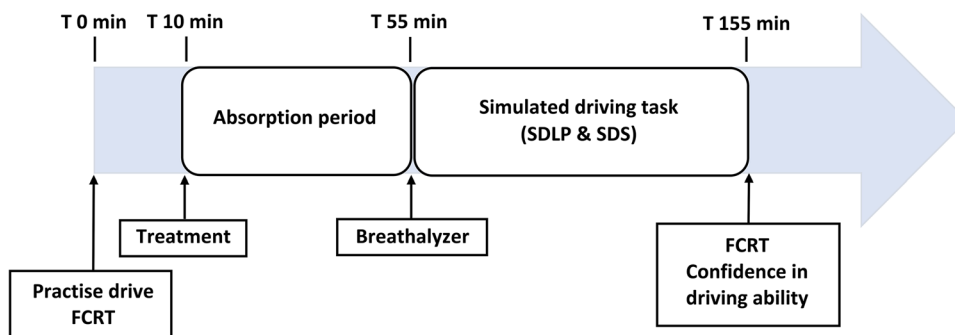 T 0 min T 10 min T 55 min T 155 min
Absorption period
Simulated driving task
(SDLP & SDS)
Treatment
Breathalyzer
Practise drive
FCRT
FCRT
Confidence in
driving ability